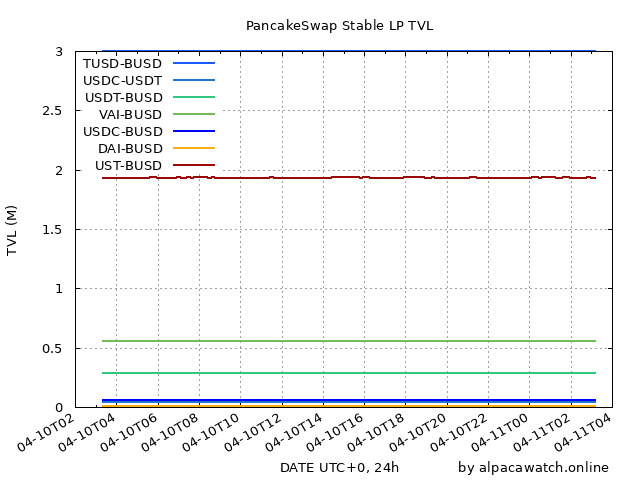 PancakeSwap Stable LP TVL
TVL (M)
3
2.5
2
1.5
1
0.5
0
TUSD-BUSD
USDC-USDT
USDT-BUSD
VAI-BUSD
USDC-BUSD
DAI-BUSD
UST-BUSD
04-10T02
04-10T04
04-10T06
04-10T08
04-10T10
04-10T12
04-10T14
04-10T16
04-10T18
04-10T20
04-10T22
04-11T00
04-11T02
04-11T04
DATE UTC+0, 24h
by alpacawatch.online